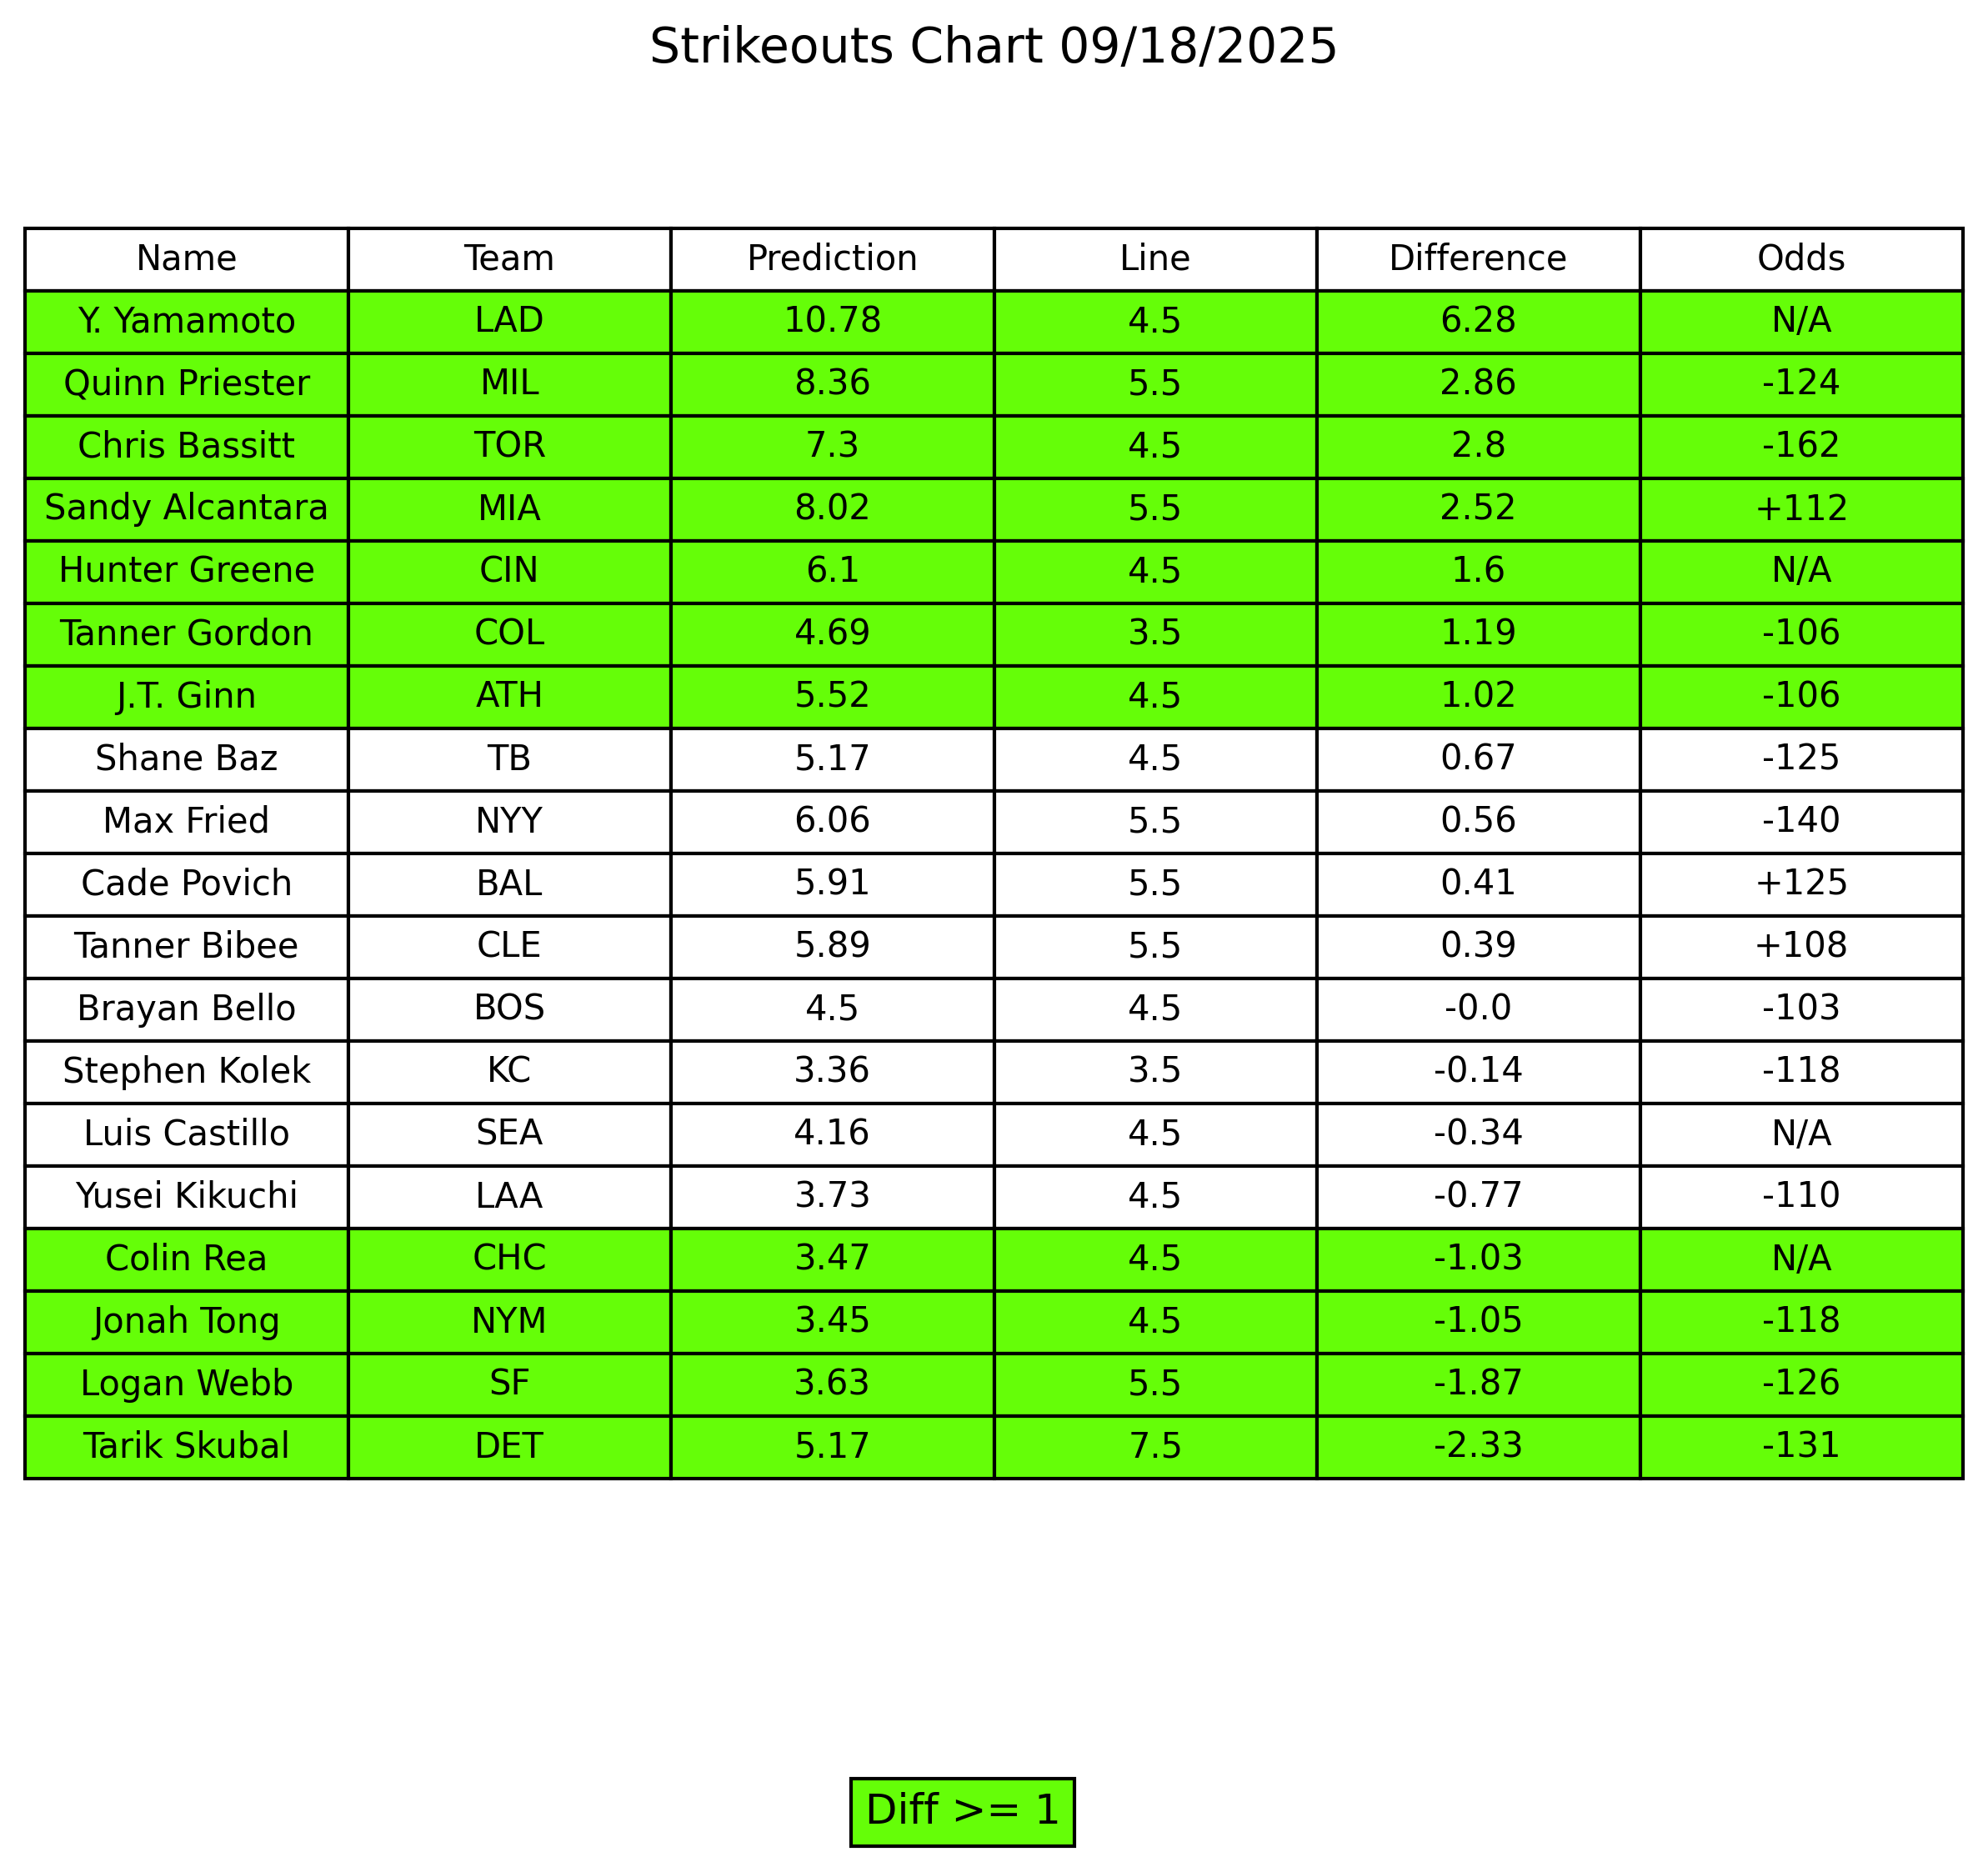 Strikeouts Chart 09/18/2025
Name Team Prediction Line Difference Odds
Y. Yamamoto LAD 10.78 4.5 6.28 N/A
Quinn Priester MIL 8.36 5.5 2.86 -124
Chris Bassitt TOR 7.3 4.5 2.8 -162
Sandy Alcantara MIA 8.02 5.5 2.52 +112
Hunter Greene CIN 6.1 4.5 1.6 N/A
Tanner Gordon COL 4.69 3.5 1.19 -106
J.T. Ginn ATH 5.52 4.5 1.02 -106
Shane Baz TB 5.17 4.5 0.67 -125
Max Fried NYY 6.06 5.5 0.56 -140
Cade Povich BAL 5.91 5.5 0.41 +125
Tanner Bibee CLE 5.89 5.5 0.39 +108
Brayan Bello BOS 4.5 4.5 -0.0 -103
Stephen Kolek KC 3.36 3.5 -0.14 -118
Luis Castillo SEA 4.16 4.5 -0.34 N/A
Yusei Kikuchi LAA 3.73 4.5 -0.77 -110
Colin Rea CHC 3.47 4.5 -1.03 N/A
Jonah Tong NYM 3.45 4.5 -1.05 -118
Logan Webb SF 3.63 5.5 -1.87 -126
Tarik Skubal DET 5.17 7.5 -2.33 -131
Diff >= 1